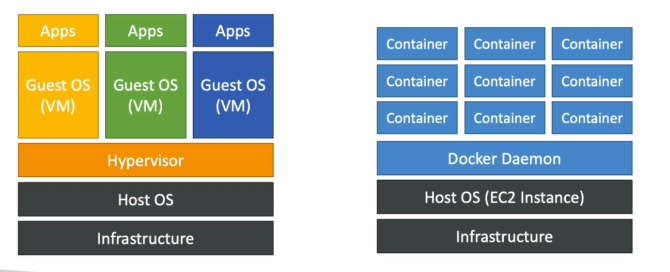 Apps
Apps
Apps
Guest OS
(VM)
Guest OS
(VM)
Guest OS
(VM)
Hypervisor
Host OS
Infrastructure
Container
Container
Container
Container
Container
Container
Container
Container
Container
Docker Daemon
Host OS (EC2 Instance)
Infrastructure